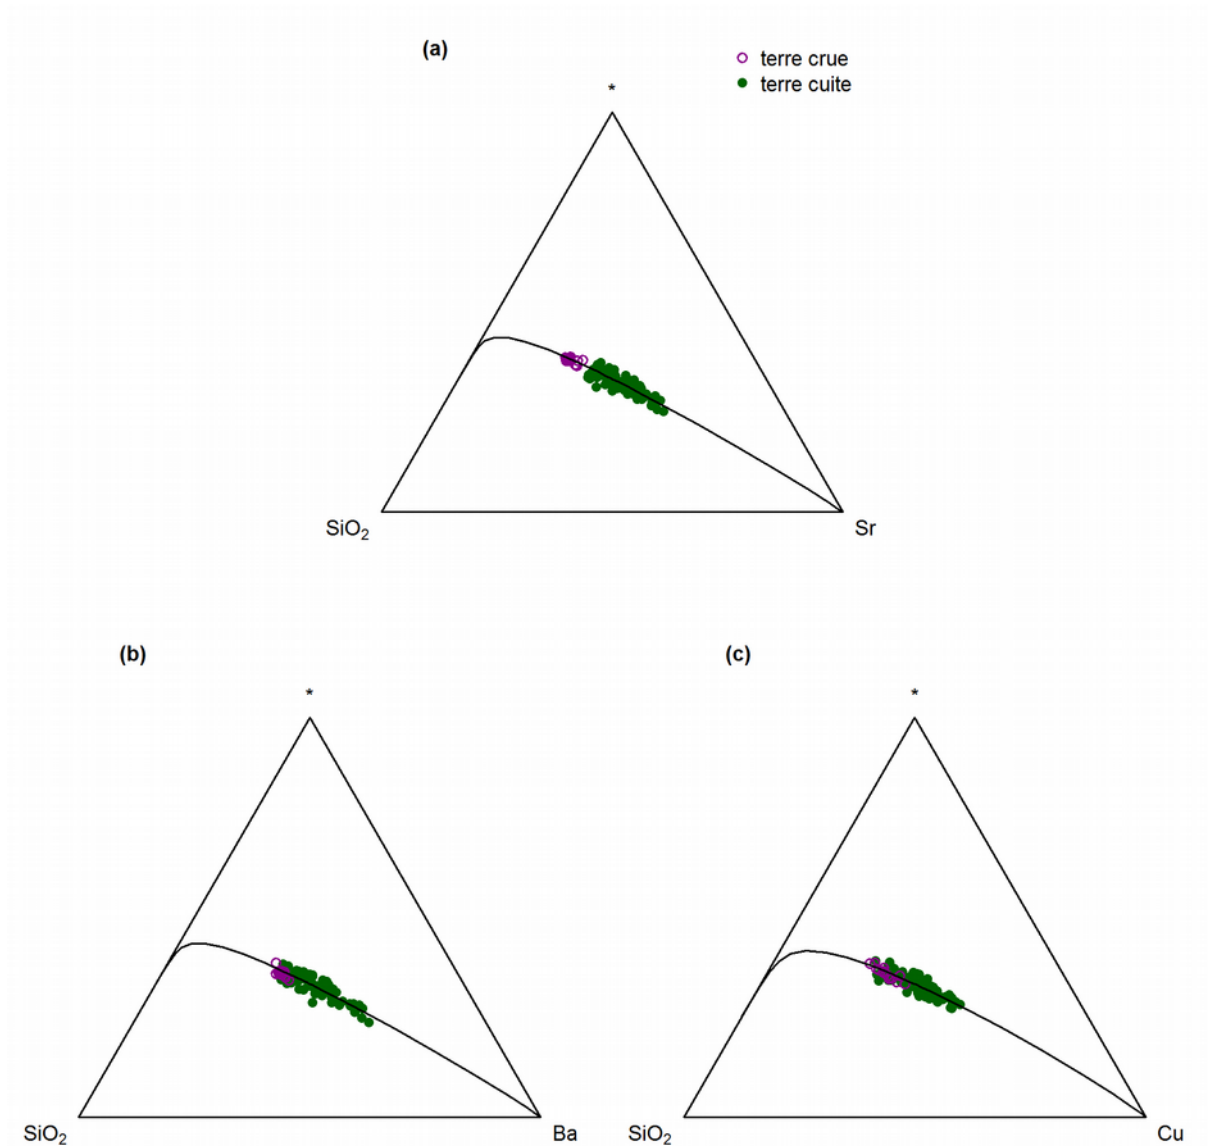 (a)
terre crue
terre cuite
*
SiO₂
Sr
(b)
(c)
*
*
SiO₂
Ba
SiO₂
Cu